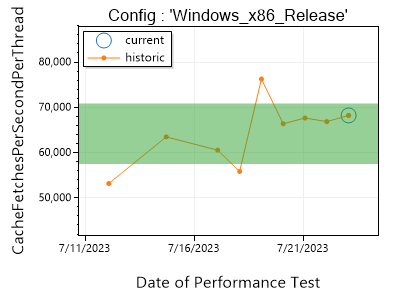 Config : 'Windows_x86_Release'
current
historic
CacheFetchesPerSecondPerThread
80,000
70,000
60,000
50,000
7/11/2023
7/16/2023
7/21/2023
Date of Performance Test